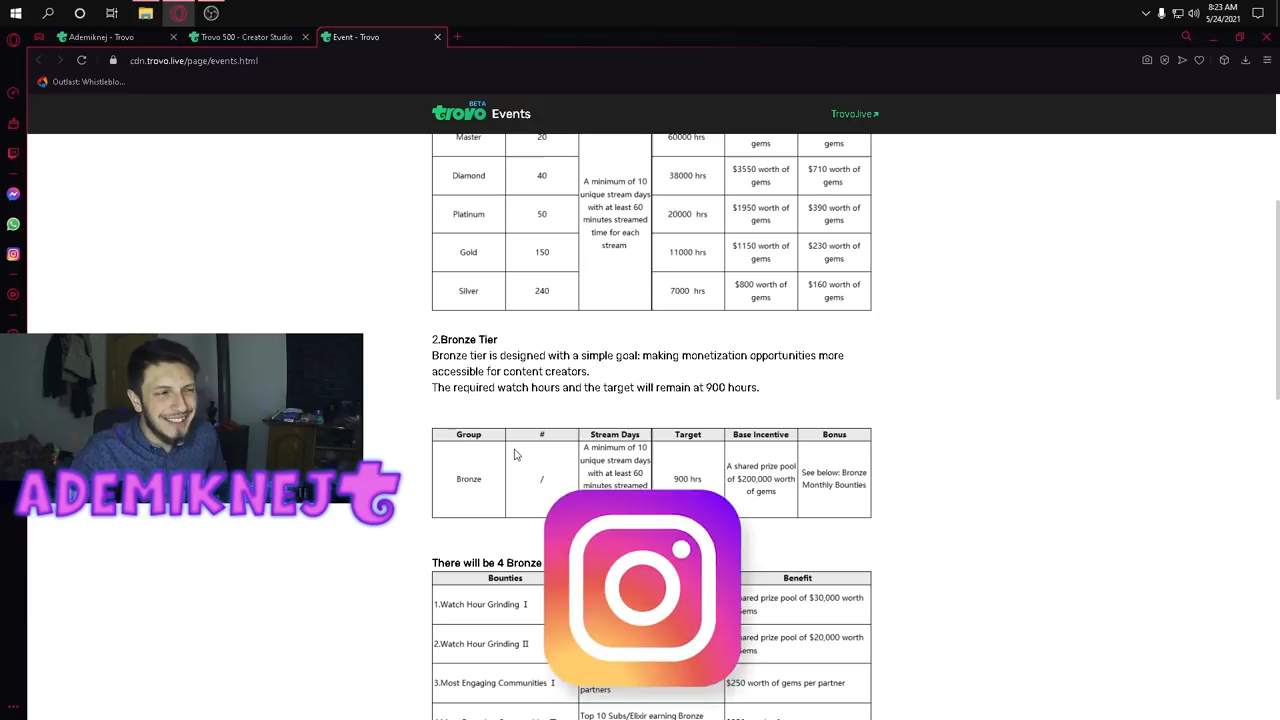 8:23 AM
5/24/2021
Ademiknej - Trovo
Trovo 500 - Creator Studio
Event - Trovo
cdn.trovo.live/page/events.html
Outlast: Whistleblo...
trovo BETA Events
Trovo.live
Master 20 60000 hrs gems gems
Diamond 40 38000 hrs $3550 worth of gems $710 worth of gems
A minimum of 10
unique stream days
with at least 60
minutes streamed
time for each
stream
Platinum 50 20000 hrs $1950 worth of gems $390 worth of gems
Gold 150 11000 hrs $1150 worth of gems $230 worth of gems
Silver 240 7000 hrs $800 worth of gems $160 worth of gems
2.Bronze Tier
Bronze tier is designed with a simple goal: making monetization opportunities more
accessible for content creators.
The required watch hours and the target will remain at 900 hours.
Group # Stream Days Target Base Incentive Bonus
A minimum of 10
unique stream days
with at least 60
minutes streamed
Bronze / 900 hrs
A shared prize pool
of $200,000 worth
of gems
See below: Bronze
Monthly Bounties
ADEMIKNEJ
There will be 4 Bronze
Bounties Benefit
1.Watch Hour Grinding I
shared prize pool of $30,000 worth
2.Watch Hour Grinding II
shared prize pool of $20,000 worth
3.Most Engaging Communities I
partners
$250 worth of gems per partner
Top 10 Subs/Elixir earning Bronze